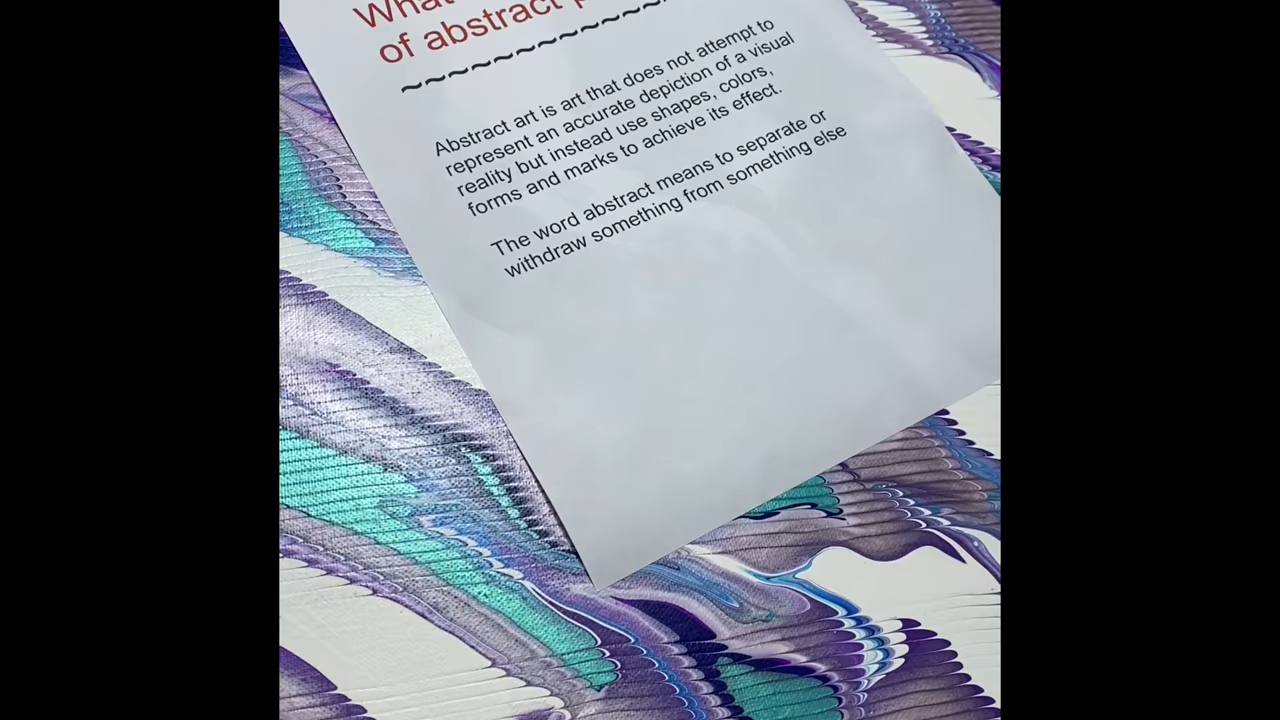 What
of abstract
~~~~~~~~~~~~
Abstract art is art that does not attempt to
represent an accurate depiction of a visual
reality but instead use shapes, colors,
forms and marks to achieve its effect.
The word abstract means to separate or
withdraw something from something else